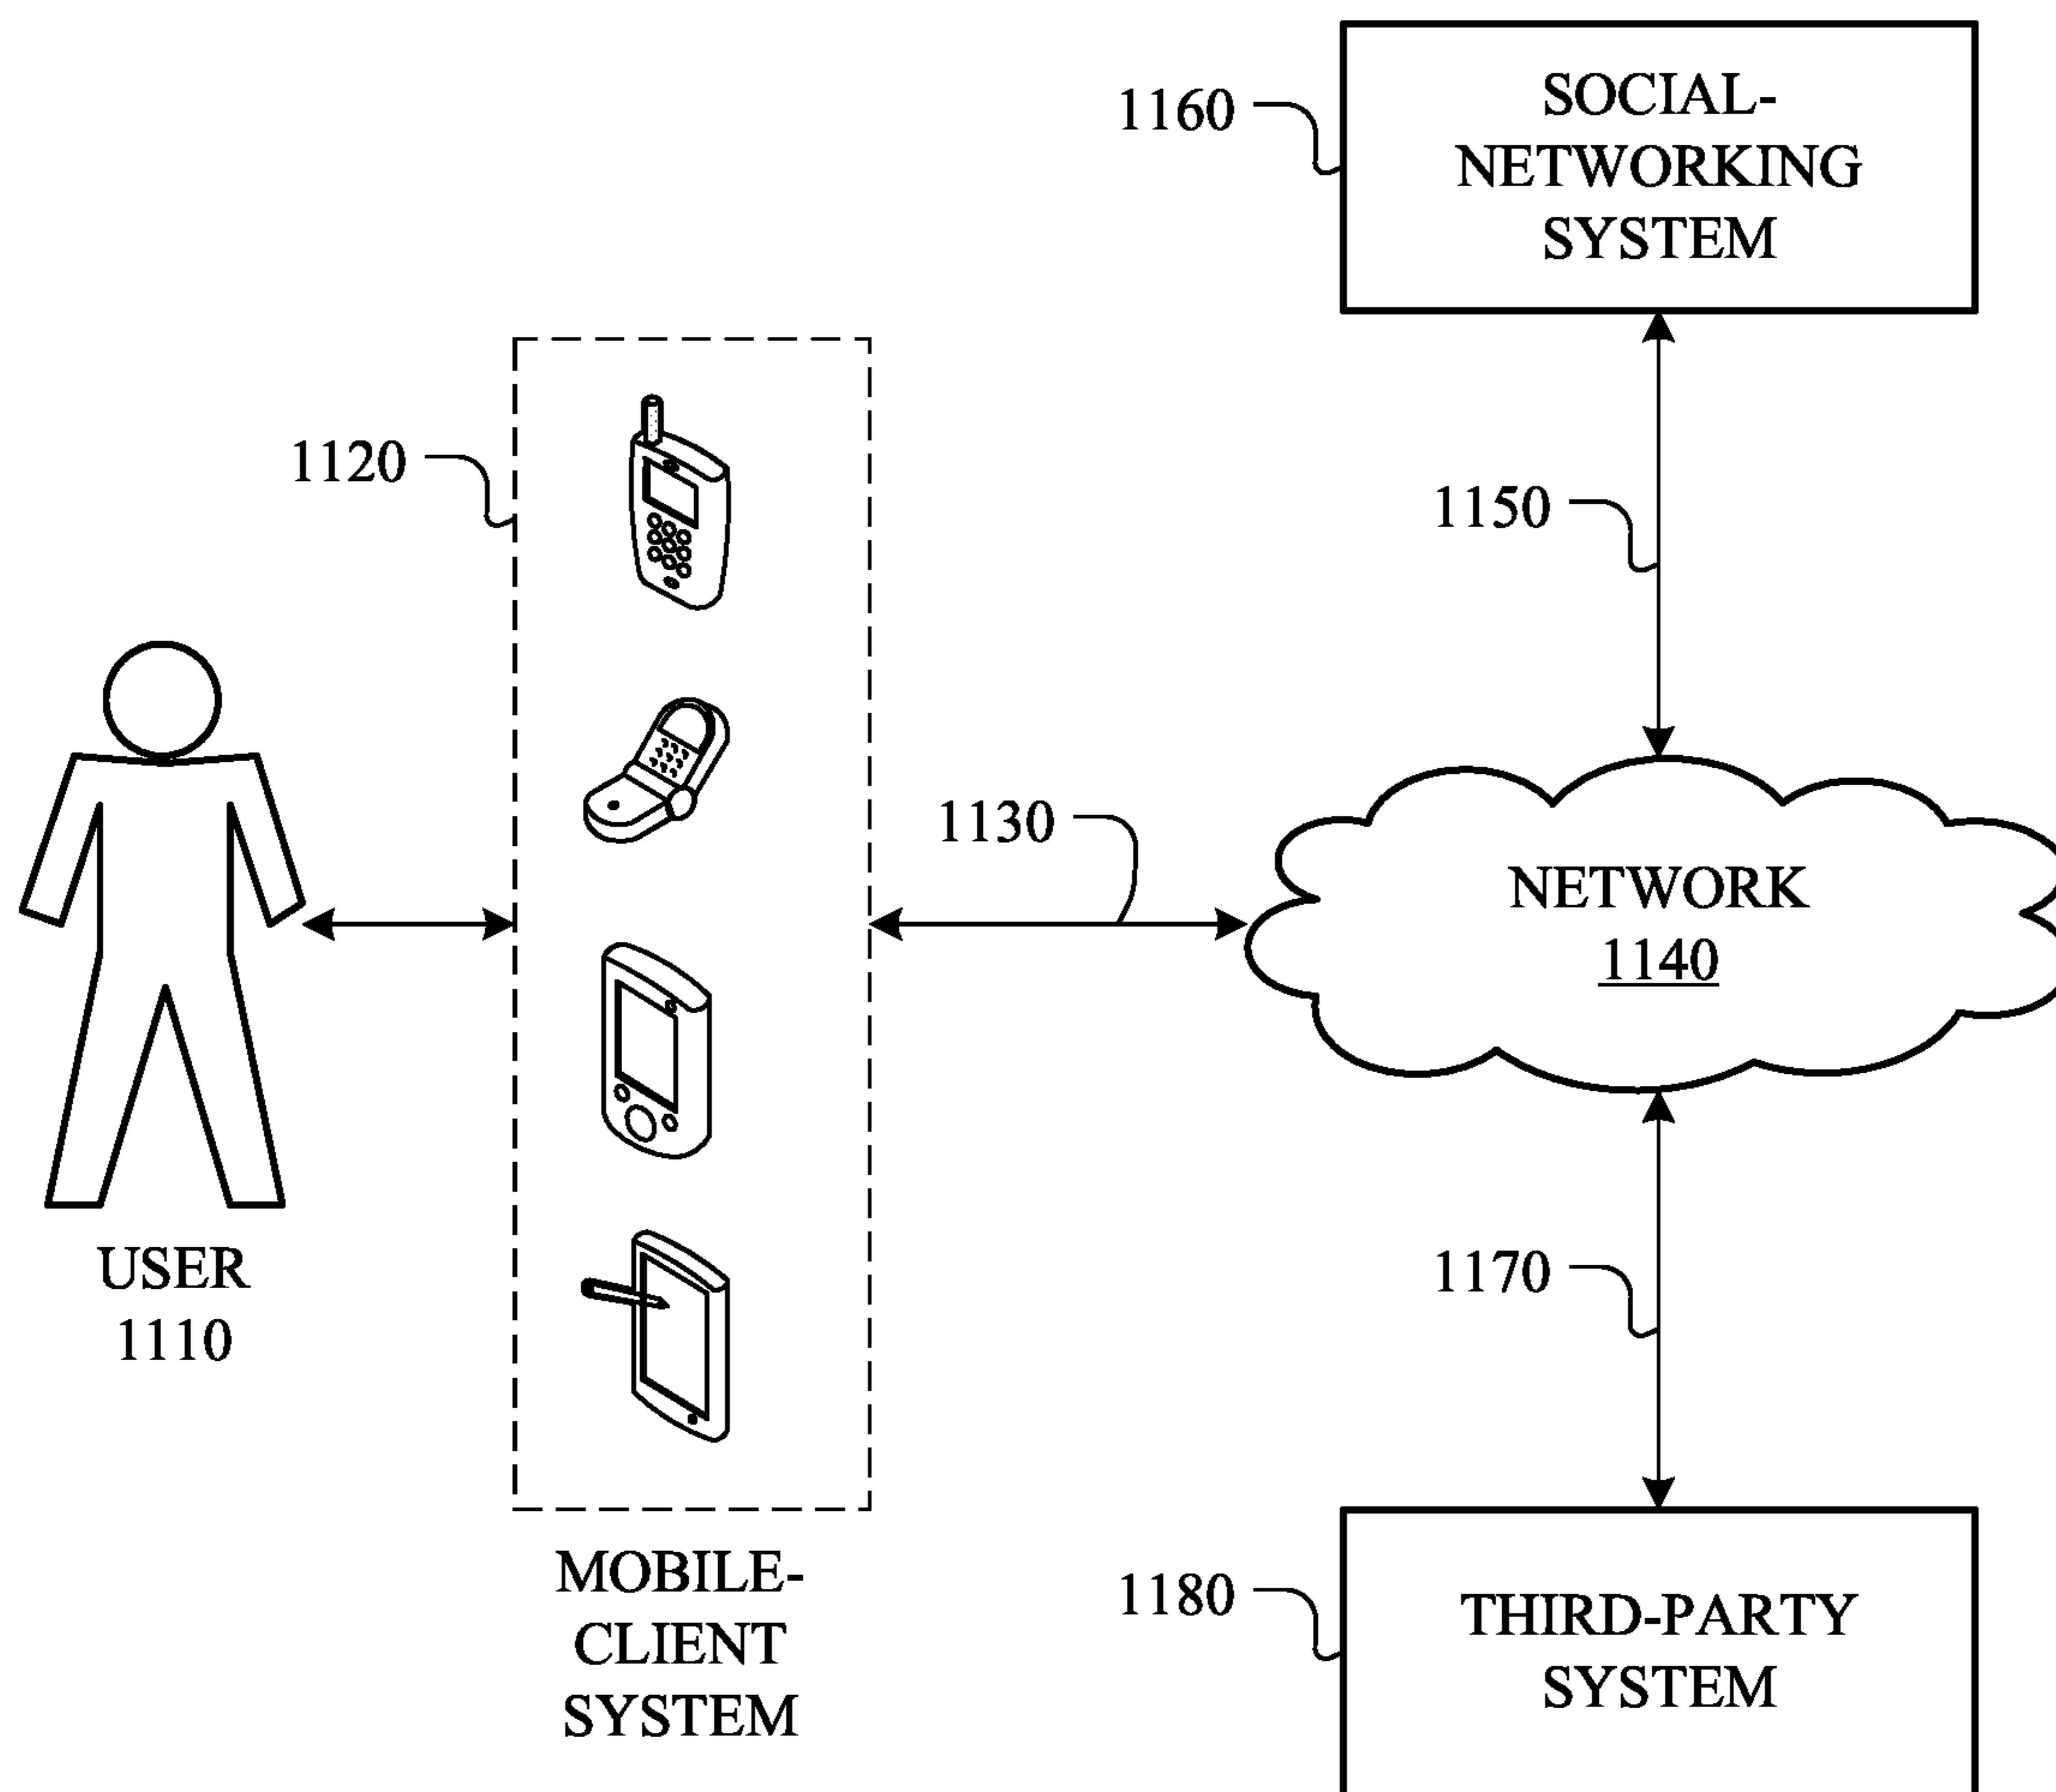 1160
SOCIAL-
NETWORKING
SYSTEM
1120
1150
1130
NETWORK
1140
USER
1110
1170
MOBILE-
CLIENT
SYSTEM
1180
THIRD-PARTY
SYSTEM